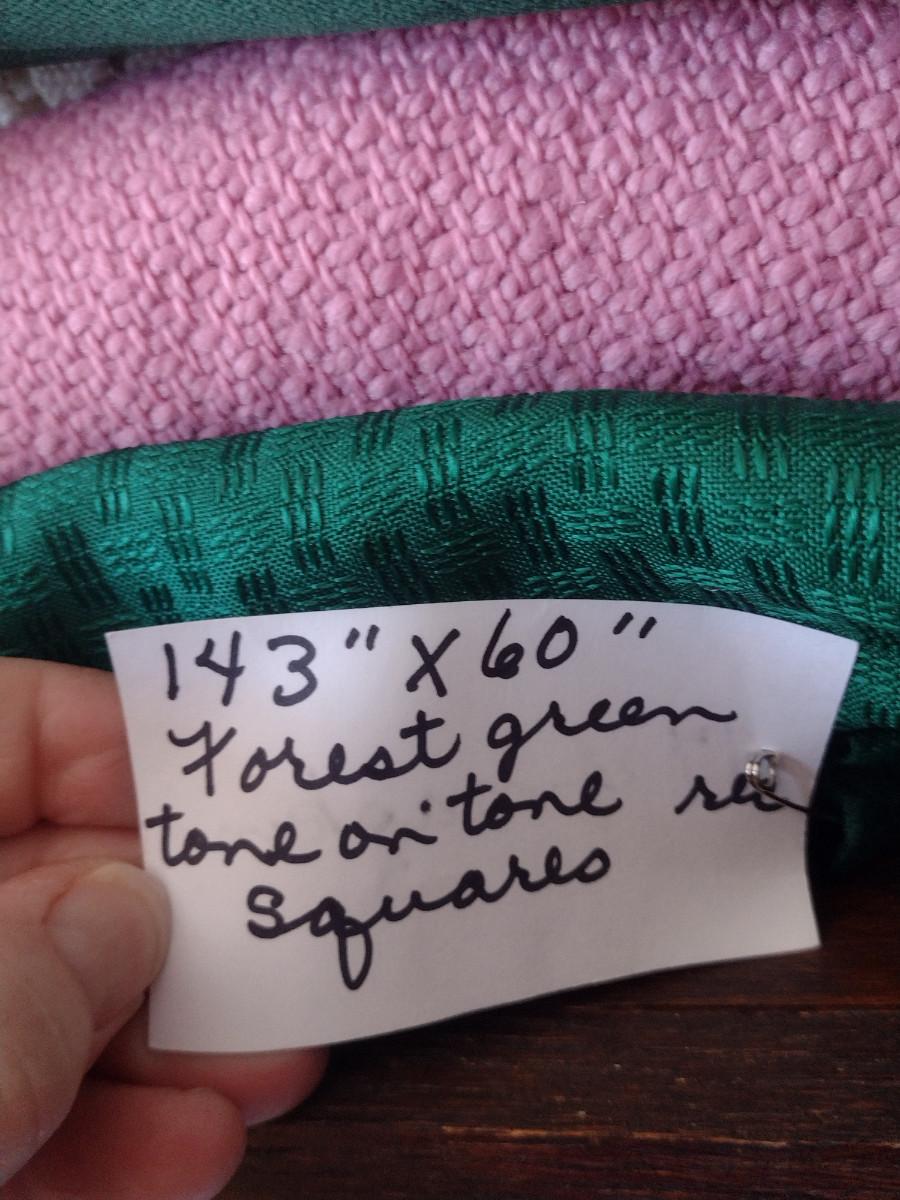 143" X 60"
Forest green
tone on tone
squares